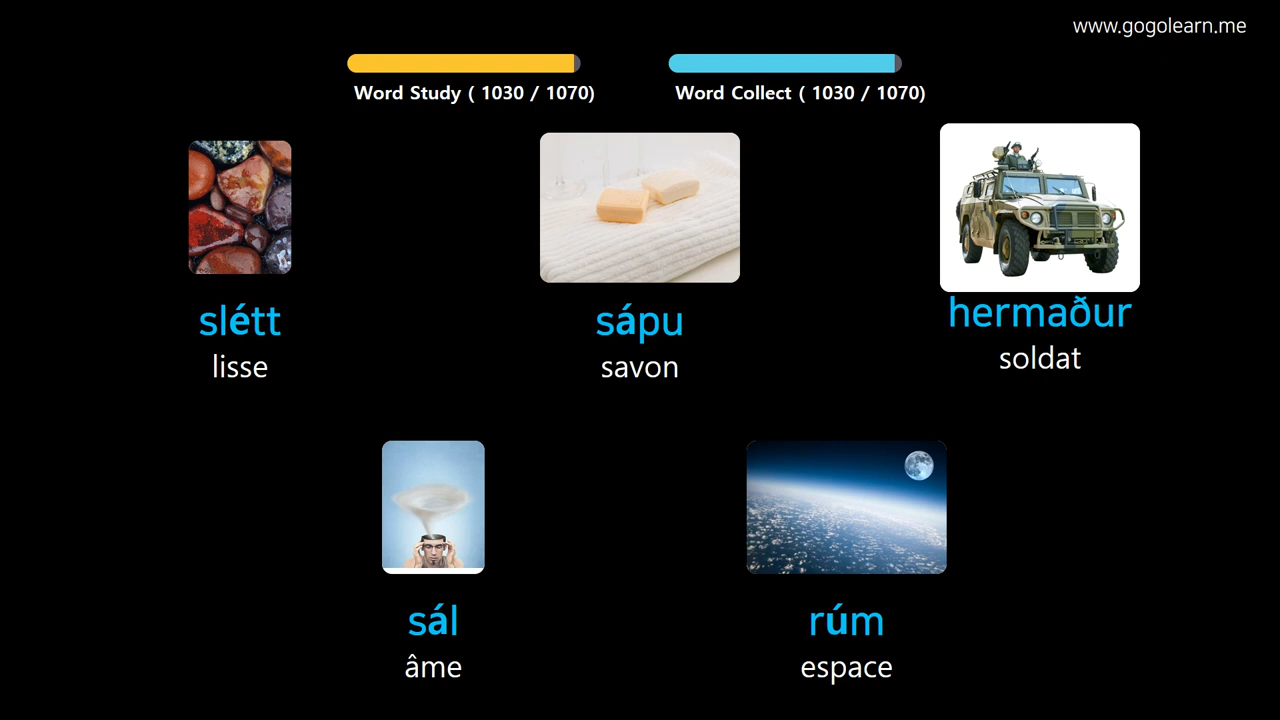 www.gogolearn.me
Word Study ( 1030 / 1070)
Word Collect ( 1030 / 1070)
slétt
lisse
sápu
savon
hermaður
soldat
sál
âme
rúm
espace